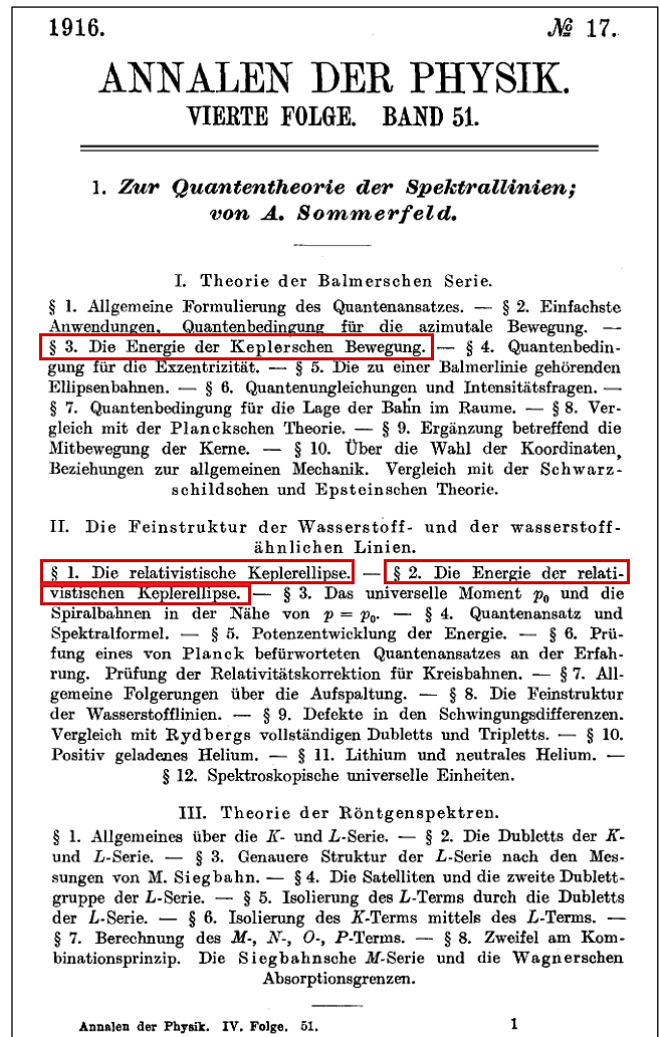 1916. № 17.
ANNALEN DER PHYSIK.
VIERTE FOLGE. BAND 51.
1. Zur Quantentheorie der Spektrallinien;
von A. Sommerfeld.
I. Theorie der Balmerschen Serie.
§ 1. Allgemeine Formulierung des Quantenansatzes. — § 2. Einfachste
Anwendungen, Quantenbedingung für die azimutale Bewegung. —
§ 3. Die Energie der Keplerschen Bewegung. — § 4. Quantenbedin-
gung für die Exzentrizität. — § 5. Die zu einer Balmerlinie gehörenden
Ellipsenbahnen. — § 6. Quantenungleichungen und Intensitätsfragen. —
§ 7. Quantenbedingung für die Lage der Bahn im Raume. — § 8. Ver-
gleich mit der Planckschen Theorie. — § 9. Ergänzung betreffend die
Mitbewegung der Kerne. — § 10. Über die Wahl der Koordinaten,
Beziehungen zur allgemeinen Mechanik. Vergleich mit der Schwarz-
schildschen und Epsteinschen Theorie.
II. Die Feinstruktur der Wasserstoff- und der wasserstoff-
ähnlichen Linien.
§ 1. Die relativistische Keplerellipse. — § 2. Die Energie der relati-
vistischen Keplerellipse. — § 3. Das universelle Moment p₀ und die
Spiralbahnen in der Nähe von p = p₀. — § 4. Quantenansatz und
Spektralformel. — § 5. Potenzentwicklung der Energie. — § 6. Prü-
fung eines von Planck befürworteten Quantenansatzes an der Erfah-
rung. Prüfung der Relativitätskorrektion für Kreisbahnen. — § 7. All-
gemeine Folgerungen über die Aufspaltung. — § 8. Die Feinstruktur
der Wasserstofflinien. — § 9. Defekte in den Schwingungsdifferenzen.
Vergleich mit Rydbergs vollständigen Dubletts und Tripletts. — § 10.
Positiv geladenes Helium. — § 11. Lithium und neutrales Helium. —
§ 12. Spektroskopische universelle Einheiten.
III. Theorie der Röntgenspektren.
§ 1. Allgemeines über die K- und L-Serie. — § 2. Die Dubletts der K-
und L-Serie. — § 3. Genauere Struktur der L-Serie nach den Mes-
sungen von M. Siegbahn. — § 4. Die Satelliten und die zweite Dublett-
gruppe der L-Serie. — § 5. Isolierung des L-Terms durch die Dubletts
der L-Serie. — § 6. Isolierung des K-Terms mittels des L-Terms. —
§ 7. Berechnung des M-, N-, O-, P-Terms. — § 8. Zweifel am Kom-
binationsprinzip. Die Siegbahnsche M-Serie und die Wagnerschen
Absorptionsgrenzen.
Annalen der Physik. IV. Folge. 51. 1